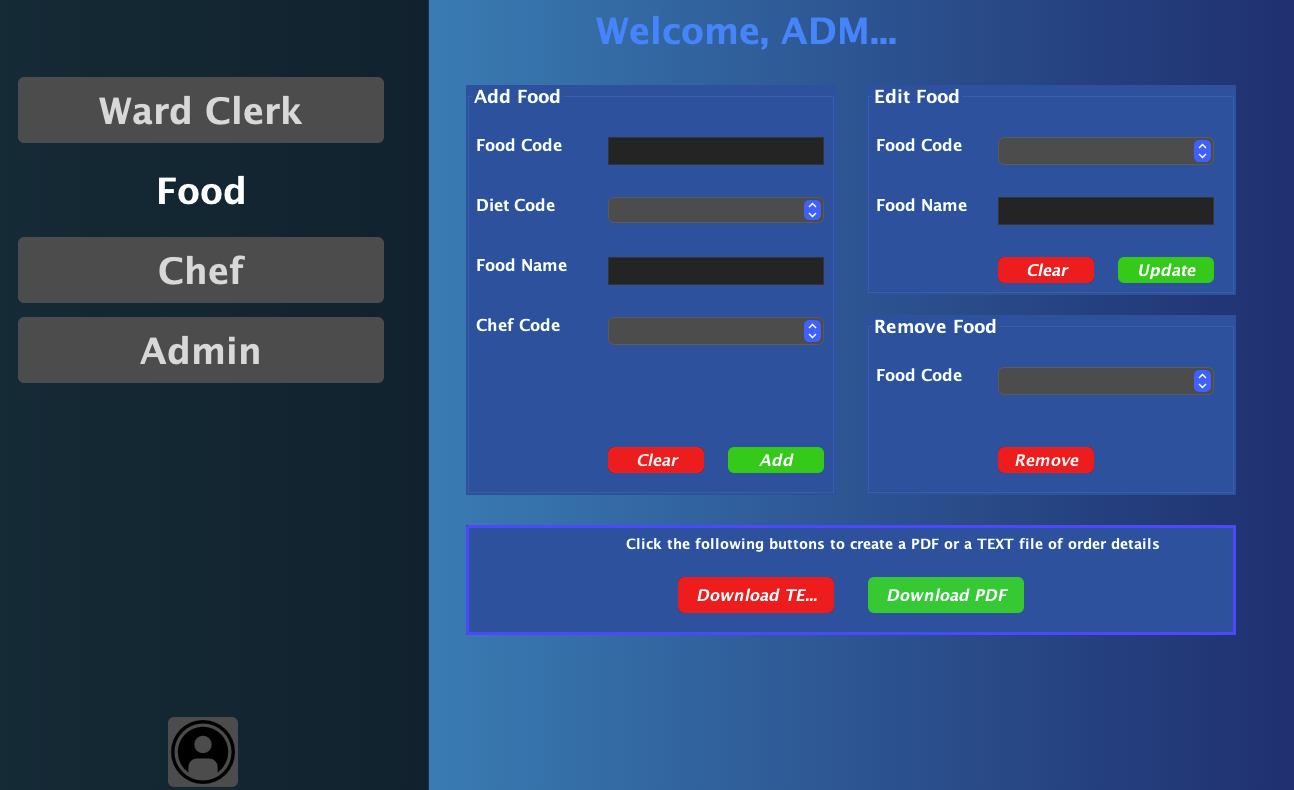 Welcome, ADM...
Ward Clerk
Food
Chef
Admin
Add Food
Food Code
Diet Code
Food Name
Chef Code
Clear
Add
Edit Food
Food Code
Food Name
Clear
Update
Remove Food
Food Code
Remove
Click the following buttons to create a PDF or a TEXT file of order details
Download TE...
Download PDF